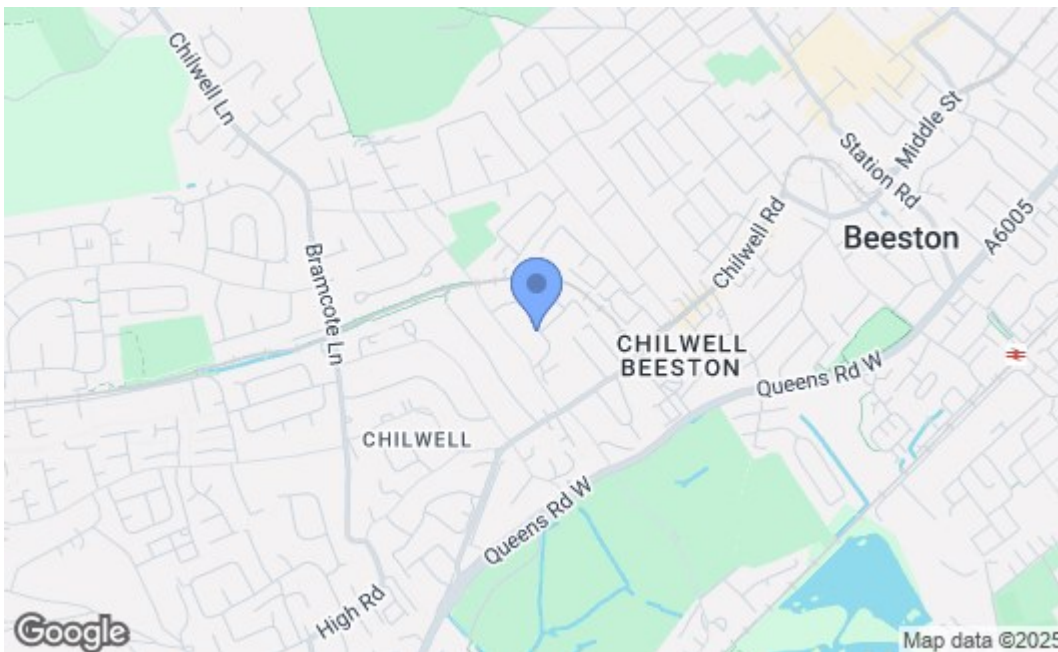 Chilwell Ln
Middle St
Station Rd
A6005
Chilwell Rd
Beeston
Bramcote Ln
CHILWELL
BEESTON
Queens Rd W
CHILWELL
Queens Rd W
High Rd
Google
Map data ©2025